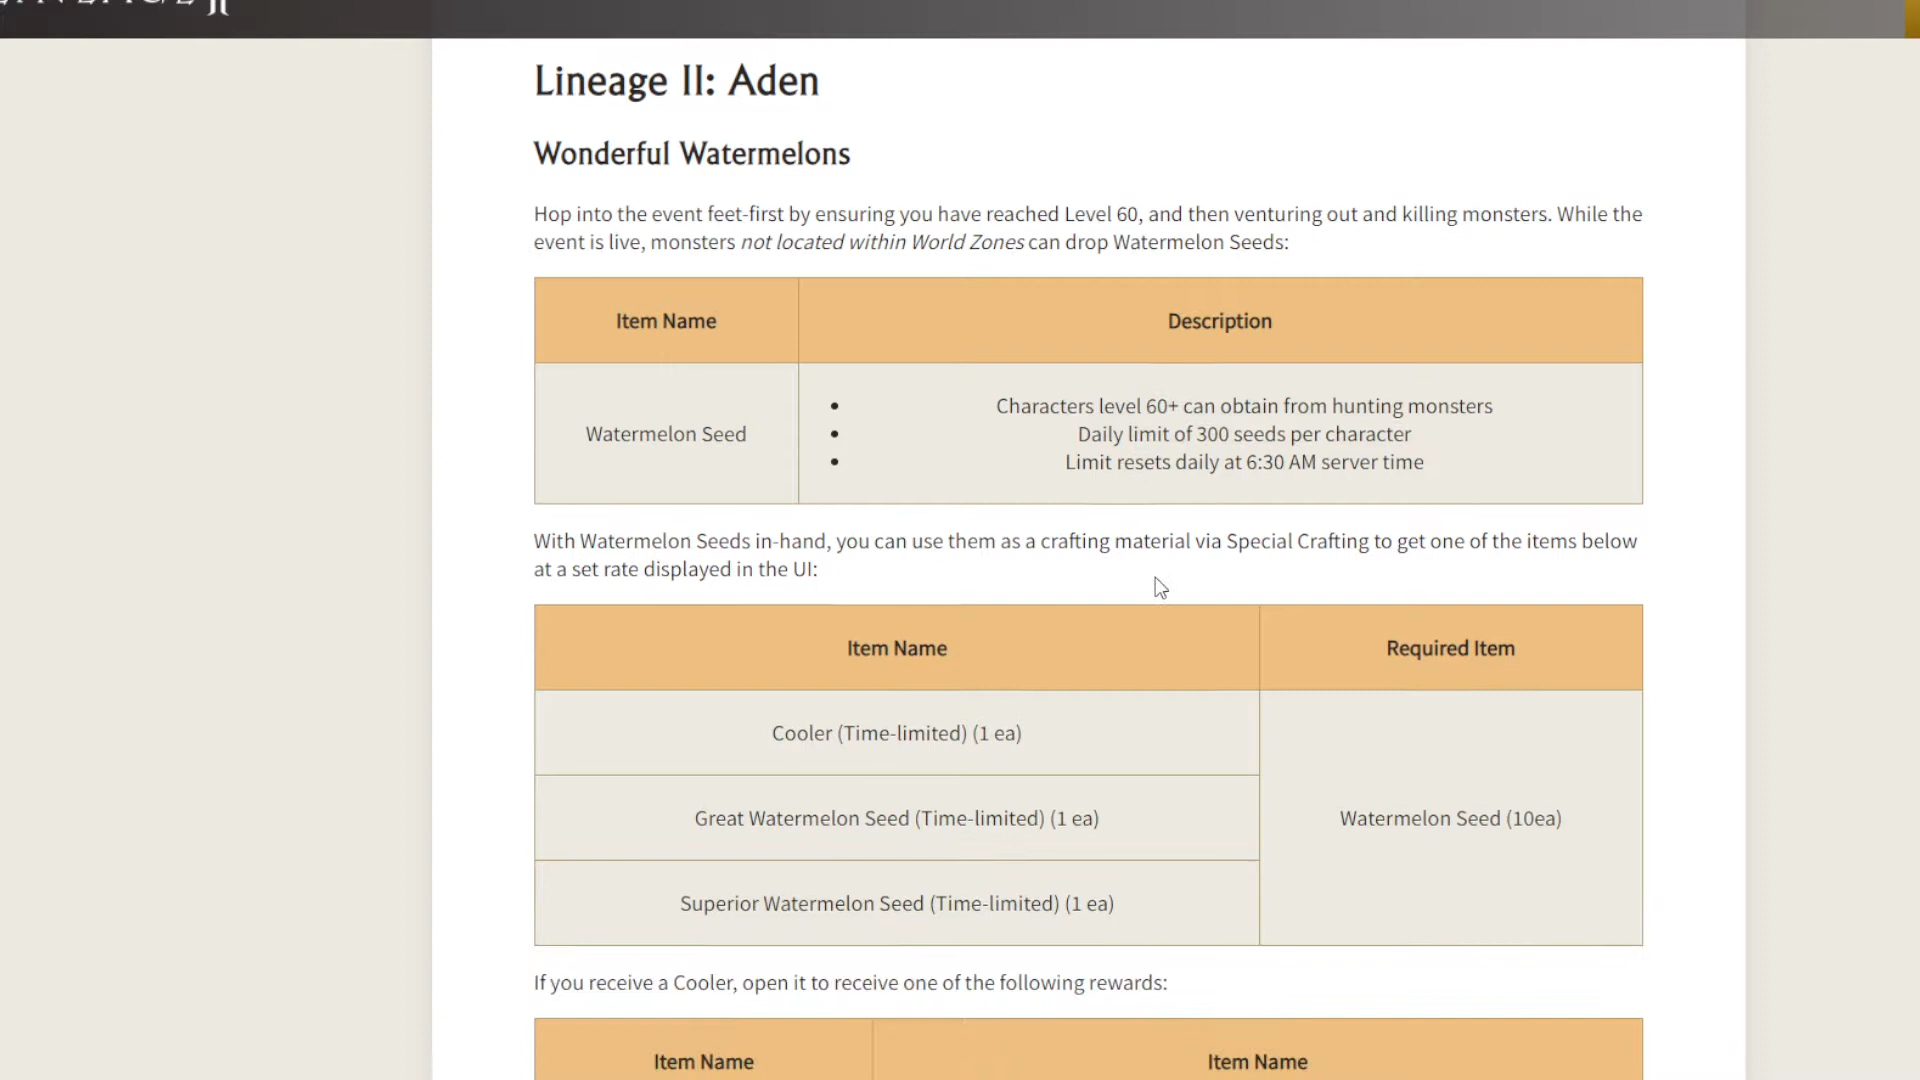 Lineage II: Aden
Wonderful Watermelons
Hop into the event feet-first by ensuring you have reached Level 60, and then venturing out and killing monsters. While the
event is live, monsters not located within World Zones can drop Watermelon Seeds:
Item Name
Description
Watermelon Seed
• Characters level 60+ can obtain from hunting monsters
• Daily limit of 300 seeds per character
• Limit resets daily at 6:30 AM server time
With Watermelon Seeds in-hand, you can use them as a crafting material via Special Crafting to get one of the items below
at a set rate displayed in the UI:
Item Name
Required Item
Cooler (Time-limited) (1 ea)
Great Watermelon Seed (Time-limited) (1 ea)
Watermelon Seed (10ea)
Superior Watermelon Seed (Time-limited) (1 ea)
If you receive a Cooler, open it to receive one of the following rewards:
Item Name
Item Name